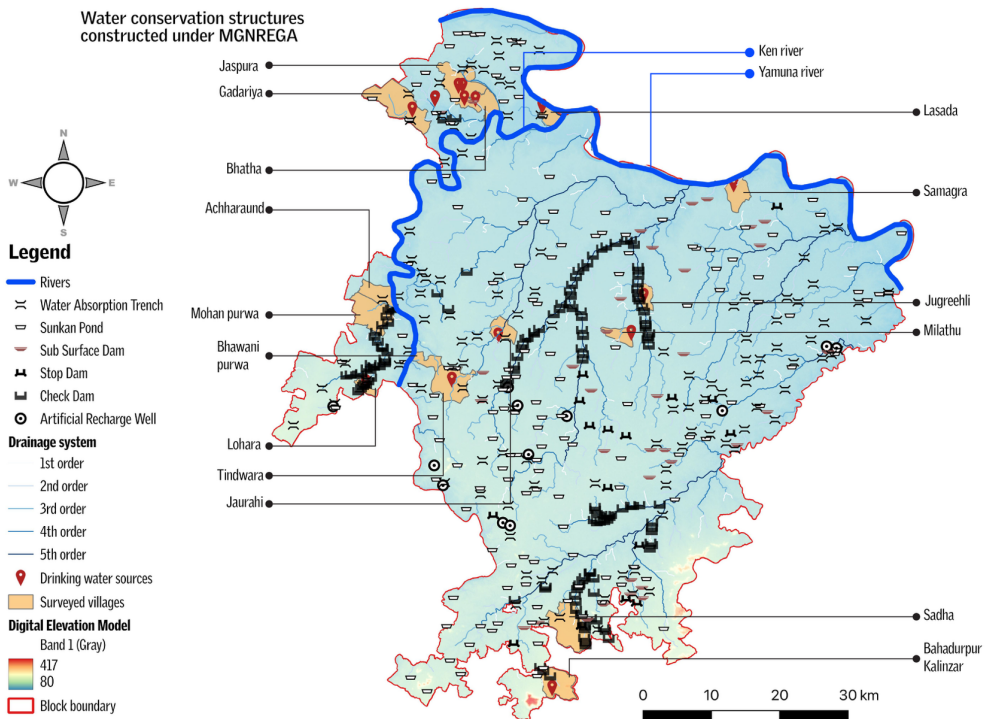 Water conservation structures
constructed under MGNREGA
Jaspura
Gadariya
Bhatha
Achharaund
Mohan purwa
Bhawani
purwa
Lohara
Tindwara
Jaurahi
Ken river
Yamuna river
Lasada
Samagra
Jugreehli
Milathu
Sadha
Bahadurpur
Kalinzar
N
W
E
S
Legend
Rivers
Water Absorption Trench
Sunkan Pond
Sub Surface Dam
Stop Dam
Check Dam
Artificial Recharge Well
Drainage system
1st order
2nd order
3rd order
4th order
5th order
Drinking water sources
Surveyed villages
Digital Elevation Model
Band 1 (Gray)
417
80
Block boundary
0 10 20 30 km